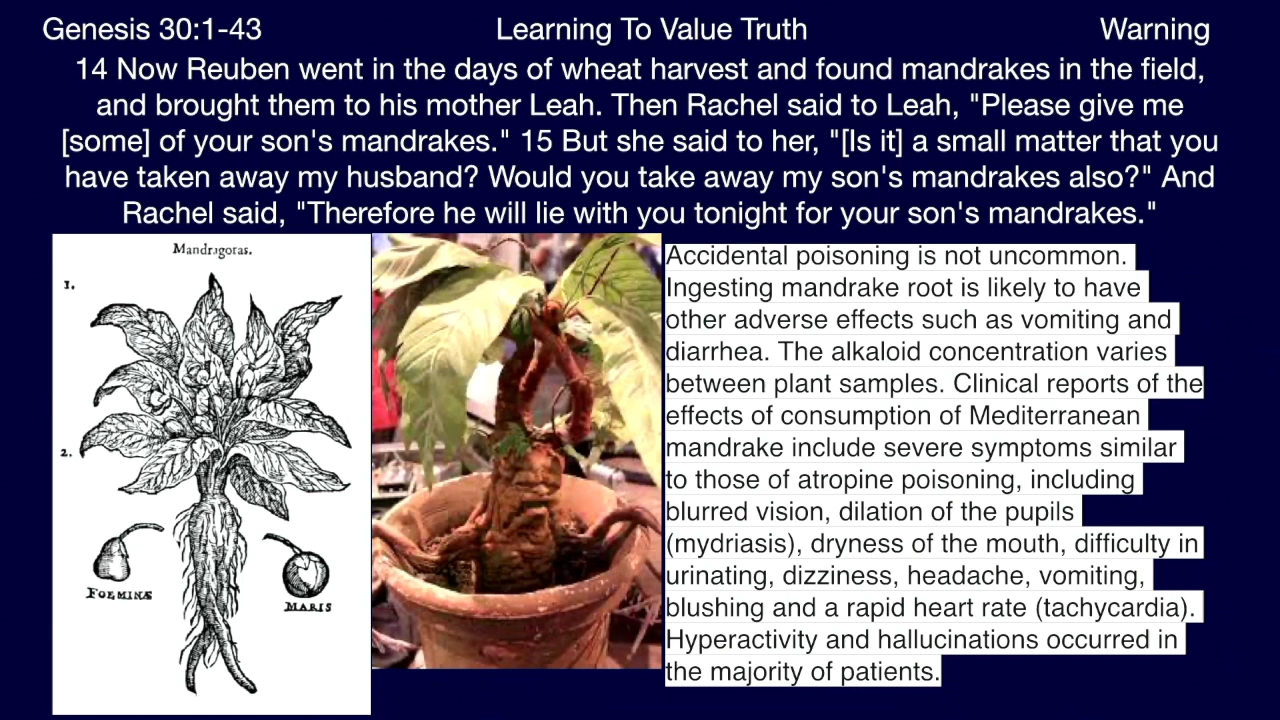 Genesis 30:1-43 Learning To Value Truth Warning
14 Now Reuben went in the days of wheat harvest and found mandrakes in the field,
and brought them to his mother Leah. Then Rachel said to Leah, "Please give me
[some] of your son's mandrakes." 15 But she said to her, "[Is it] a small matter that you
have taken away my husband? Would you take away my son's mandrakes also?" And
Rachel said, "Therefore he will lie with you tonight for your son's mandrakes."
Mandragoras.
1.
2.
FOEMINÆ
MARIS
Accidental poisoning is not uncommon.
Ingesting mandrake root is likely to have
other adverse effects such as vomiting and
diarrhea. The alkaloid concentration varies
between plant samples. Clinical reports of the
effects of consumption of Mediterranean
mandrake include severe symptoms similar
to those of atropine poisoning, including
blurred vision, dilation of the pupils
(mydriasis), dryness of the mouth, difficulty in
urinating, dizziness, headache, vomiting,
blushing and a rapid heart rate (tachycardia).
Hyperactivity and hallucinations occurred in
the majority of patients.